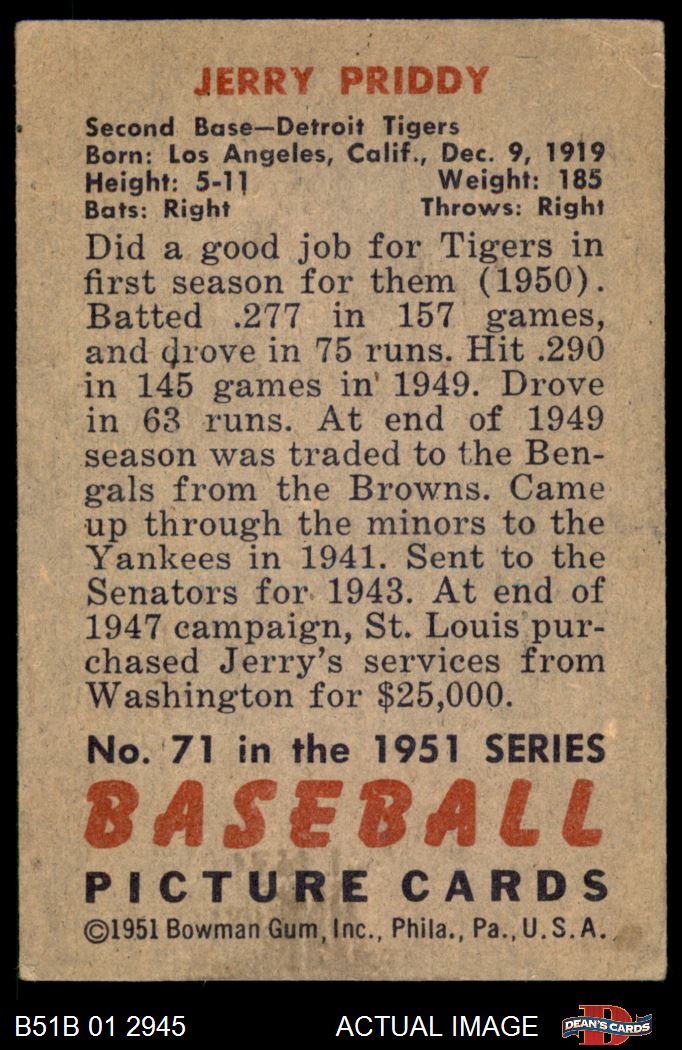 JERRY PRIDDY
Second Base—Detroit Tigers
Born: Los Angeles, Calif., Dec. 9, 1919
Height: 5-11 Weight: 185
Bats: Right Throws: Right
Did a good job for Tigers in
first season for them (1950).
Batted .277 in 157 games,
and drove in 75 runs. Hit .290
in 145 games in 1949. Drove
in 63 runs. At end of 1949
season was traded to the Ben-
gals from the Browns. Came
up through the minors to the
Yankees in 1941. Sent to the
Senators for 1943. At end of
1947 campaign, St. Louis pur-
chased Jerry's services from
Washington for $25,000.
No. 71 in the 1951 SERIES
BASEBALL
PICTURE CARDS
©1951 Bowman Gum, Inc., Phila., Pa., U.S.A.
B51B 01 2945 ACTUAL IMAGE D DEAN'S CARDS